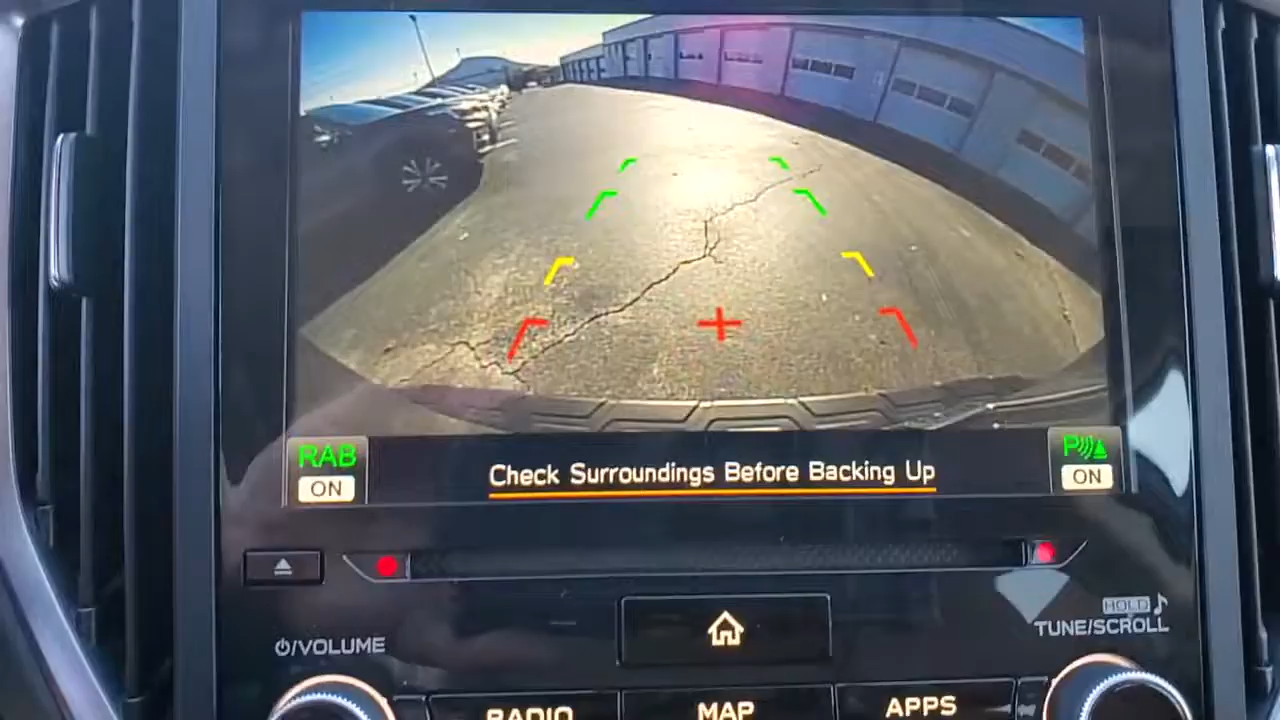 RAB
ON
Check Surroundings Before Backing Up
P
ON
/VOLUME
HOLD
TUNE/SCROLL
RADIO
MAP
APPS